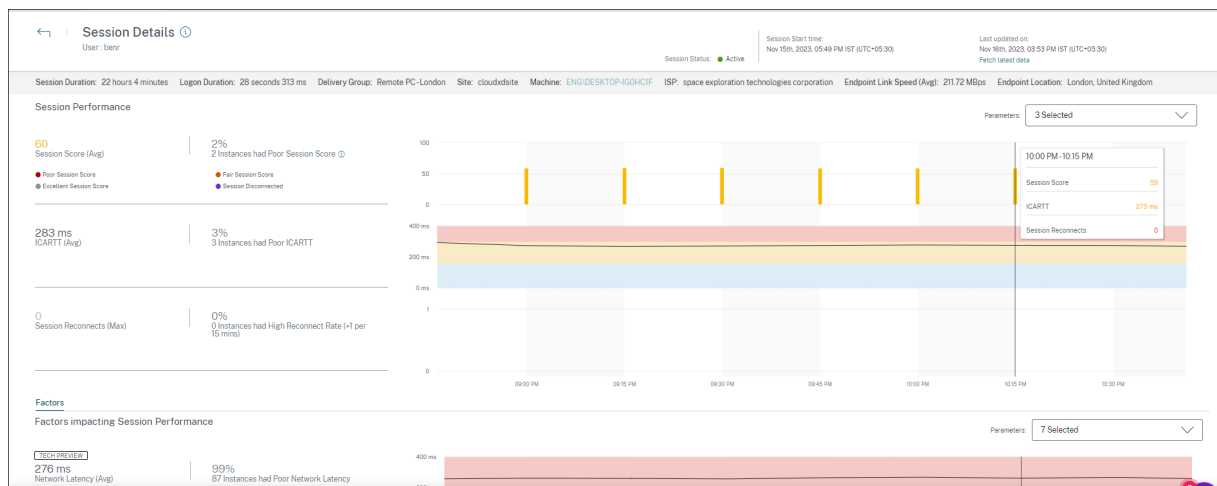 Session Details
User : benr
Session Status: Active
Session Start time:
Nov 15th, 2023, 05:49 PM IST (UTC+05:30)
Last updated on:
Nov 16th, 2023, 03:53 PM IST (UTC+05:30)
Fetch latest data
Session Duration: 22 hours 4 minutes Logon Duration: 28 seconds 313 ms Delivery Group: Remote PC-London Site: cloudxdsite Machine: ENG\DESKTOP-IG0HC1F ISP: space exploration technologies corporation Endpoint Link Speed (Avg): 211.72 MBps Endpoint Location: London, United Kingdom
Session Performance
Parameters: 3 Selected
60
Session Score (Avg)
2%
2 Instances had Poor Session Score
Poor Session Score
Fair Session Score
Excellent Session Score
Session Disconnected
100
50
0
10:00 PM-10:15 PM
Session Score 59
ICARTT 275 ms
Session Reconnects 0
283 ms
ICARTT (Avg)
3%
3 Instances had Poor ICARTT
400 ms
200 ms
0 ms
0
Session Reconnects (Max)
0%
0 Instances had High Reconnect Rate (>1 per
15 mins)
1
0
09:00 PM 09:15 PM 09:30 PM 09:45 PM 10:00 PM 10:15 PM 10:30 PM
Factors
Factors impacting Session Performance
Parameters: 7 Selected
TECH PREVIEW
276 ms
Network Latency (Avg)
99%
87 Instances had Poor Network Latency
400 ms